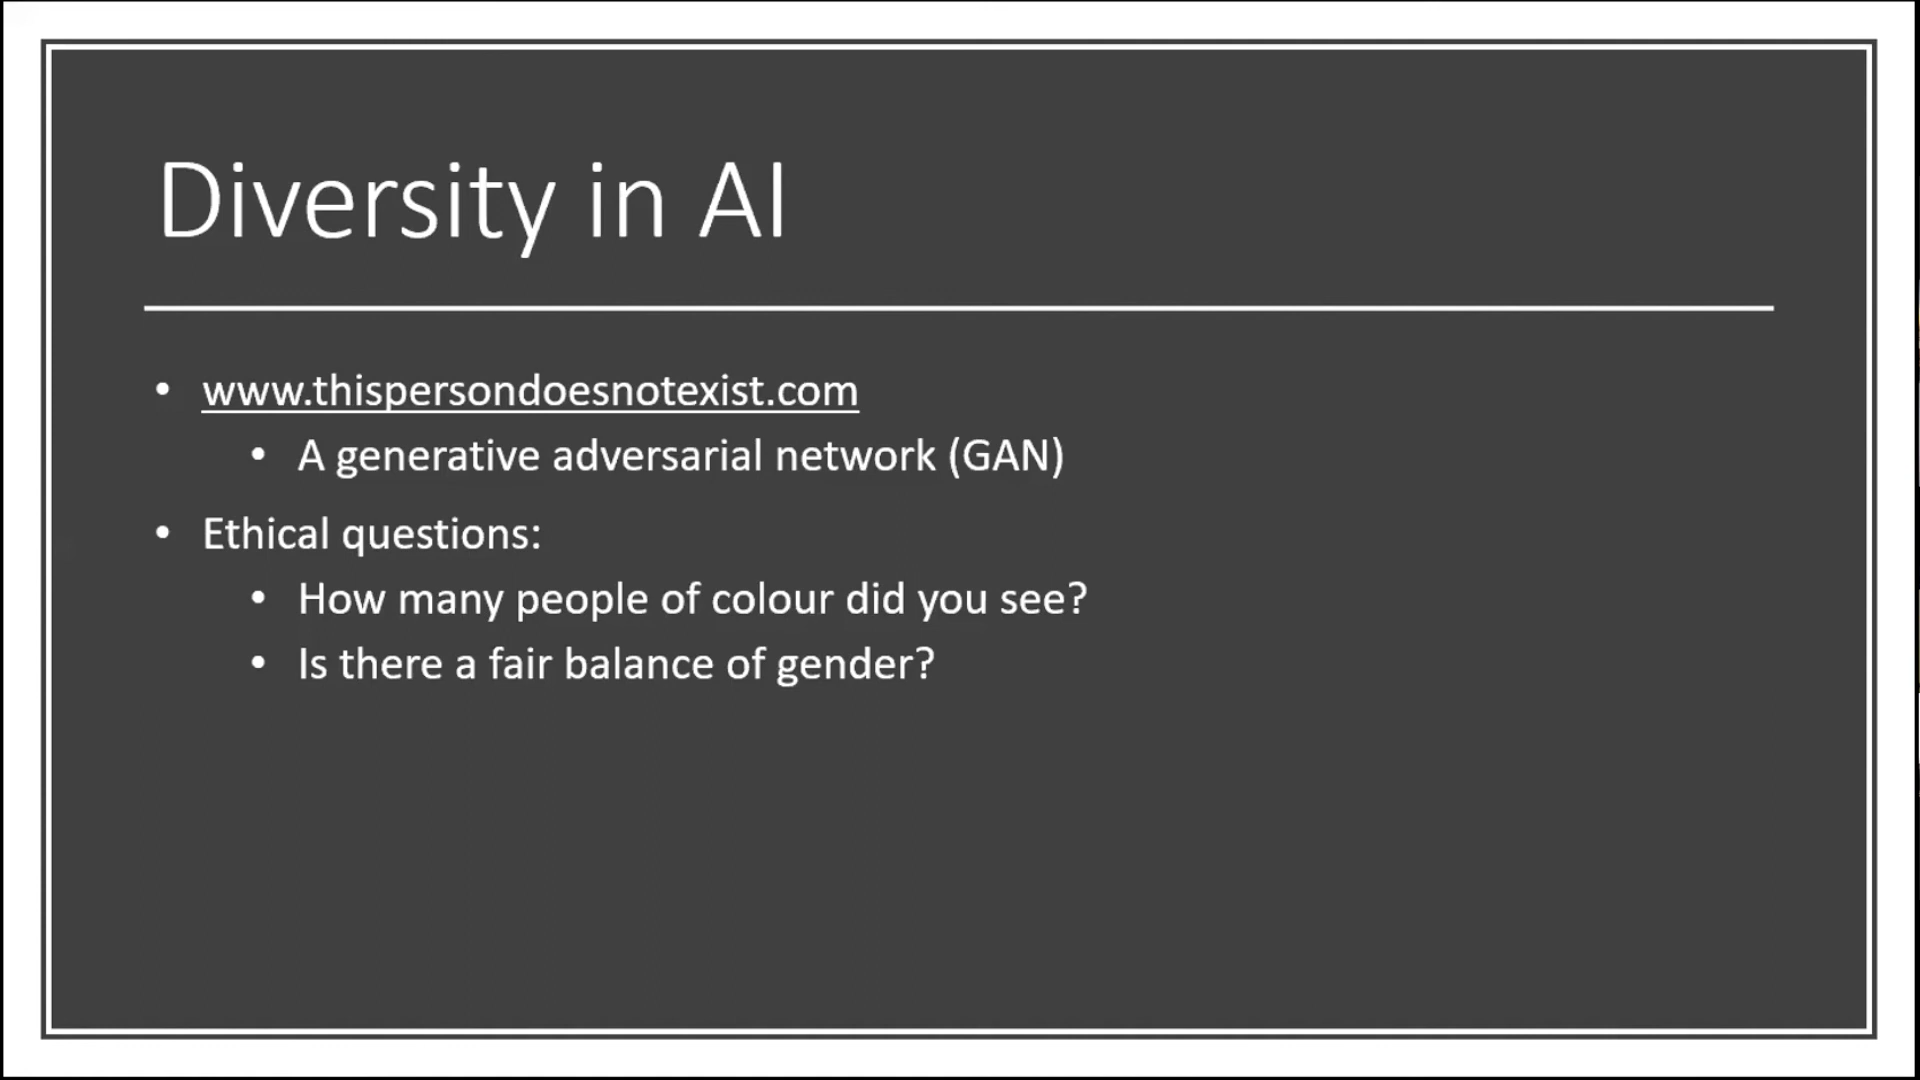 Diversity in AI
• www.thispersondoesnotexist.com
• A generative adversarial network (GAN)
• Ethical questions:
• How many people of colour did you see?
• Is there a fair balance of gender?